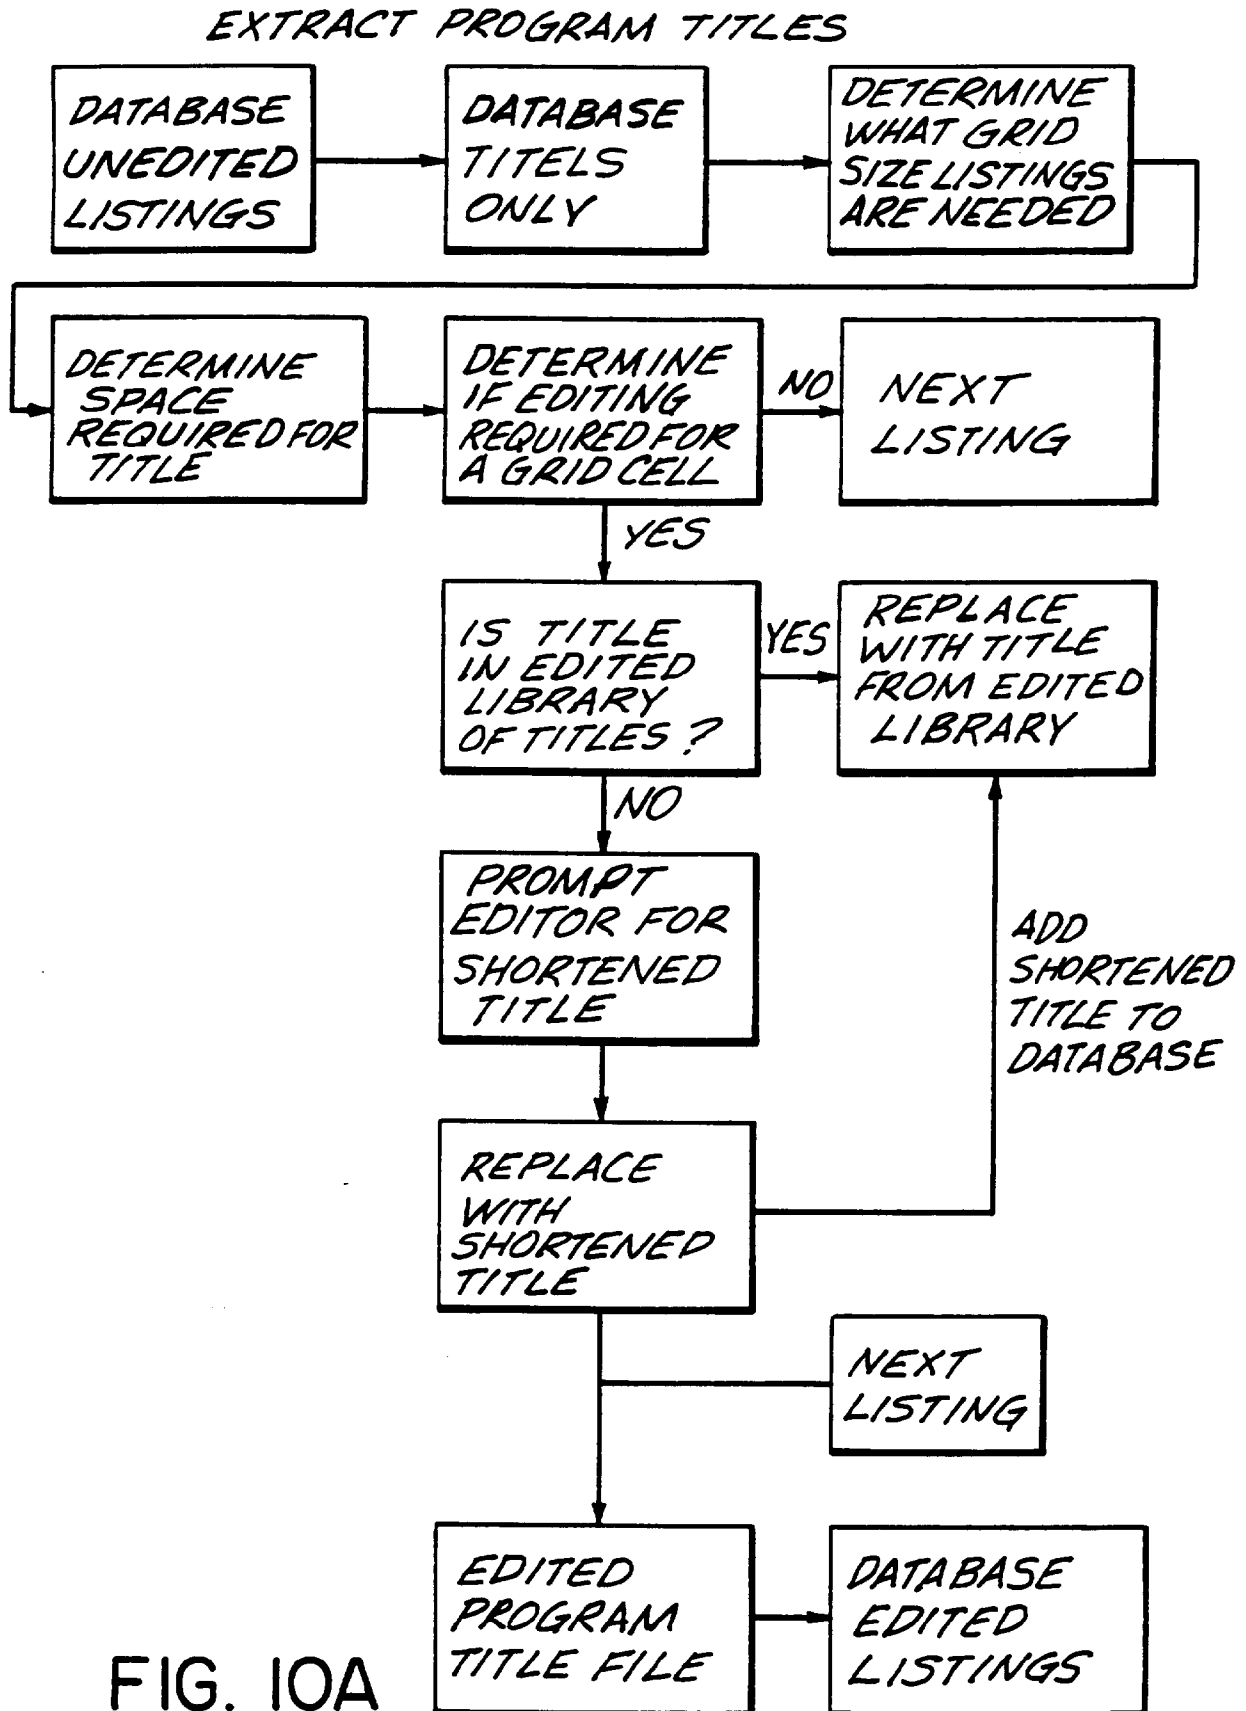 EXTRACT PROGRAM TITLES
DATABASE
UNEDITED
LISTINGS
DATABASE
TITELS
ONLY
DETERMINE
WHAT GRID
SIZE LISTINGS
ARE NEEDED
DETERMINE
SPACE
REQUIRED FOR
TITLE
DETERMINE
IF EDITING
REQUIRED FOR
A GRID CELL
NO
NEXT
LISTING
YES
IS TITLE
IN EDITED
LIBRARY
OF TITLES ?
YES
REPLACE
WITH TITLE
FROM EDITED
LIBRARY
NO
PROMPT
EDITOR FOR
SHORTENED
TITLE
ADD
SHORTENED
TITLE TO
DATABASE
REPLACE
WITH
SHORTENED
TITLE
NEXT
LISTING
EDITED
PROGRAM
TITLE FILE
DATABASE
EDITED
LISTINGS
FIG. 10A